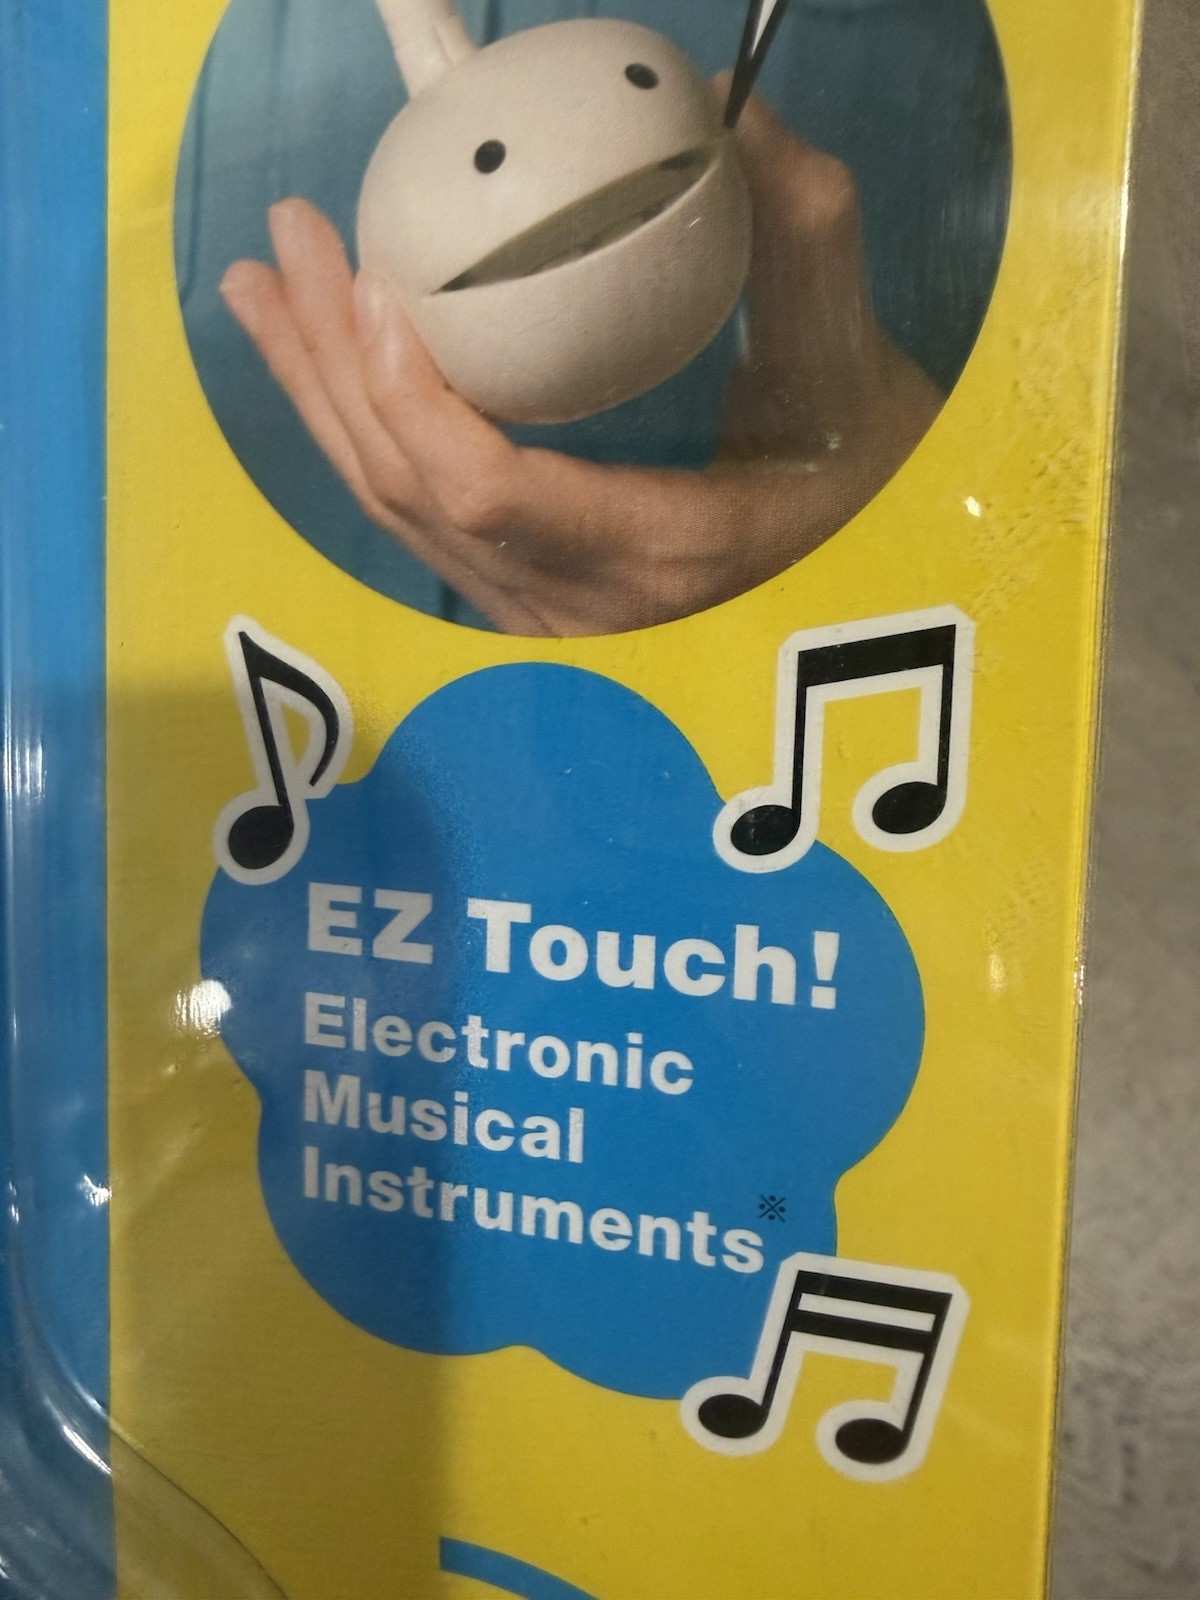 EZ Touch!
Electronic
Musical
Instruments※